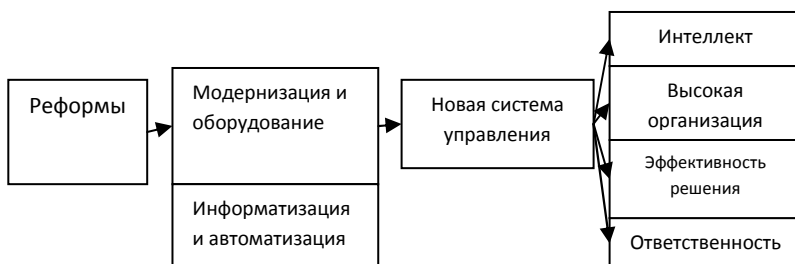 Реформы
Модернизация и
оборудование
Информатизация
и автоматизация
Новая система
управления
Интеллект
Высокая
организация
Эффективность
решения
Ответственность